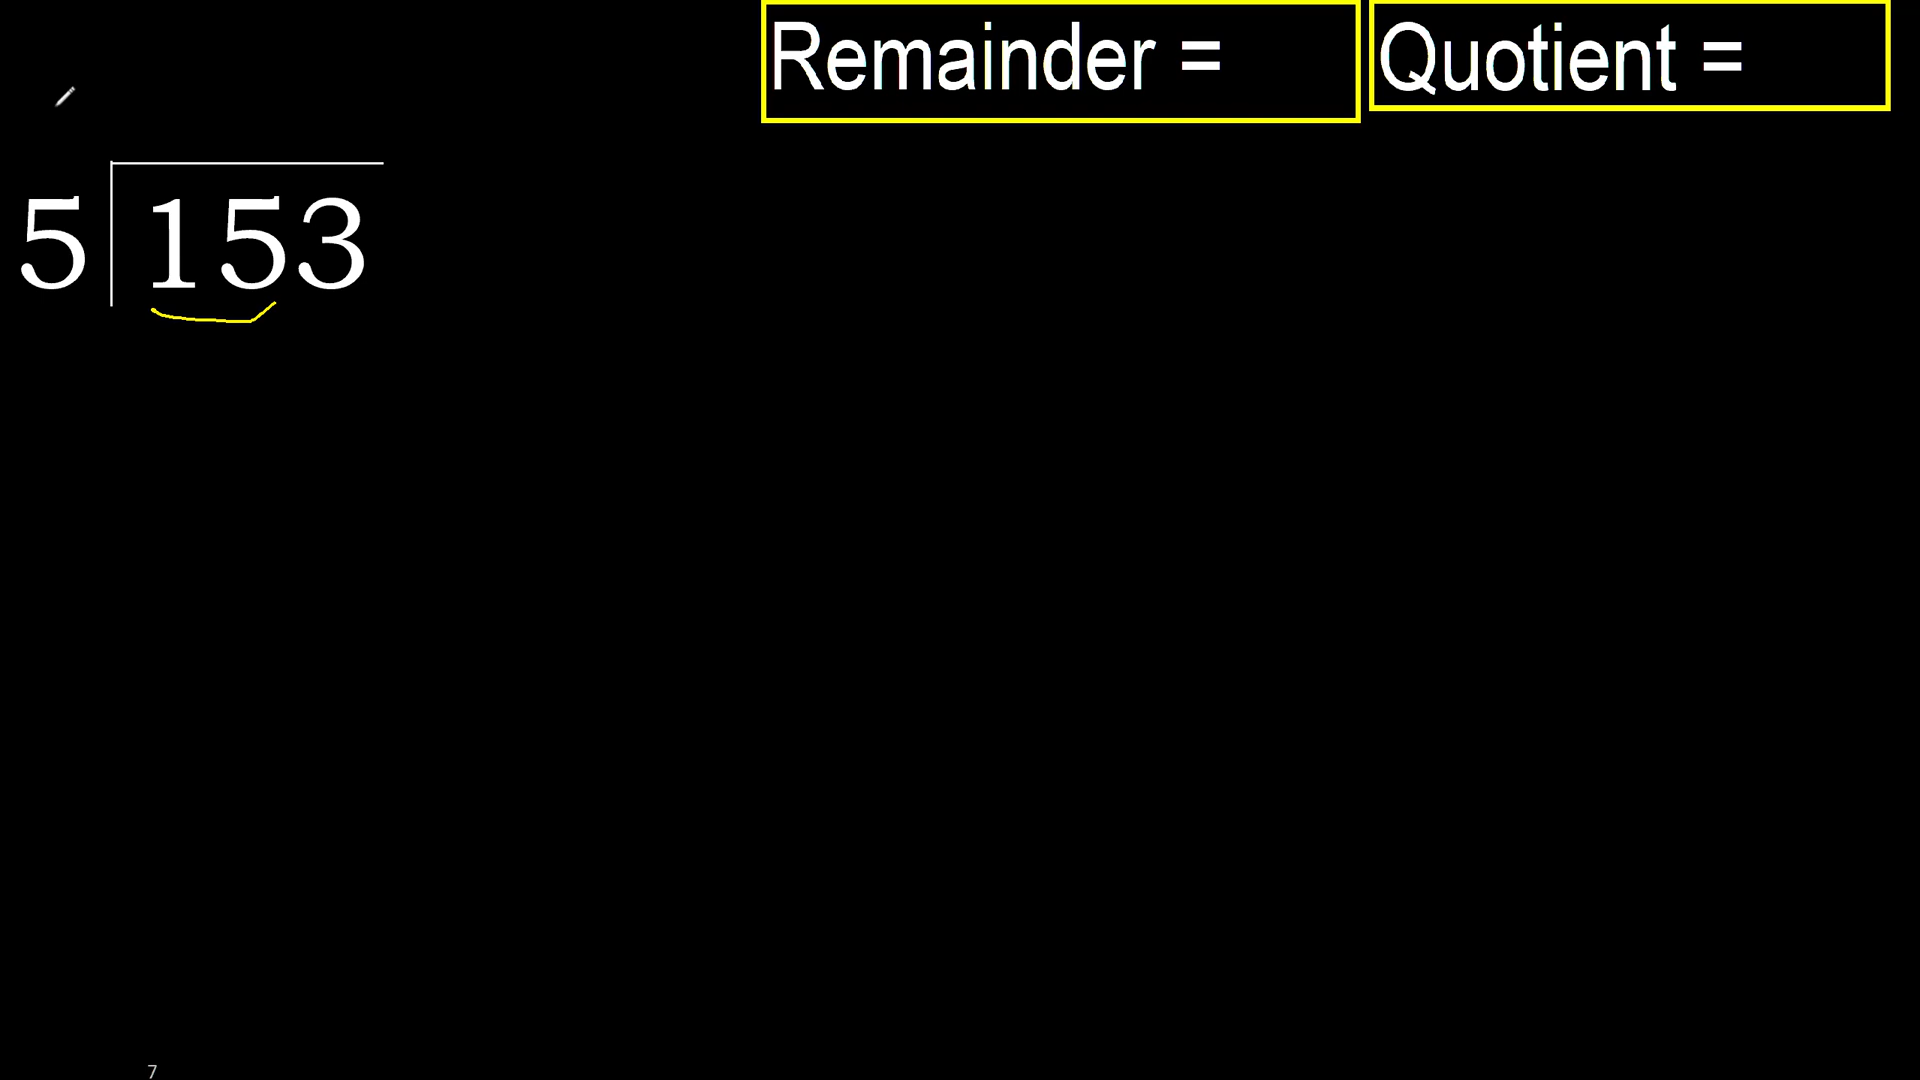 Remainder =
Quotient =
5 153
7